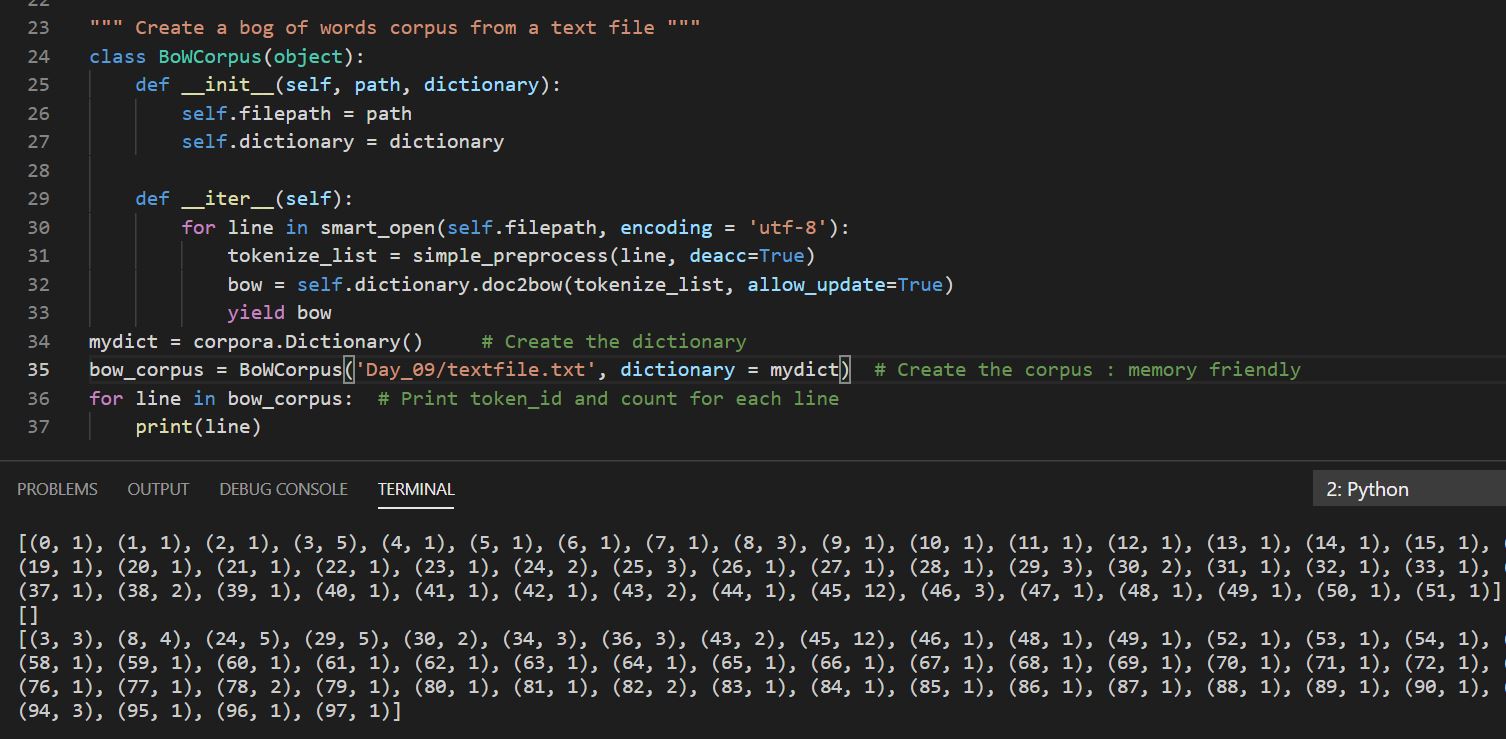 22
23 """ Create a bog of words corpus from a text file """
24 class BoWCorpus(object):
25     def __init__(self, path, dictionary):
26         self.filepath = path
27         self.dictionary = dictionary
28
29     def __iter__(self):
30         for line in smart_open(self.filepath, encoding = 'utf-8'):
31             tokenize_list = simple_preprocess(line, deacc=True)
32             bow = self.dictionary.doc2bow(tokenize_list, allow_update=True)
33             yield bow
34 mydict = corpora.Dictionary()     # Create the dictionary
35 bow_corpus = BoWCorpus('Day_09/textfile.txt', dictionary = mydict)  # Create the corpus : memory friendly
36 for line in bow_corpus:  # Print token_id and count for each line
37     print(line)
PROBLEMS OUTPUT DEBUG CONSOLE TERMINAL 2: Python
[(0, 1), (1, 1), (2, 1), (3, 5), (4, 1), (5, 1), (6, 1), (7, 1), (8, 3), (9, 1), (10, 1), (11, 1), (12, 1), (13, 1), (14, 1), (15, 1), (
(19, 1), (20, 1), (21, 1), (22, 1), (23, 1), (24, 2), (25, 3), (26, 1), (27, 1), (28, 1), (29, 3), (30, 2), (31, 1), (32, 1), (33, 1), (
(37, 1), (38, 2), (39, 1), (40, 1), (41, 1), (42, 1), (43, 2), (44, 1), (45, 12), (46, 3), (47, 1), (48, 1), (49, 1), (50, 1), (51, 1)]
[]
[(3, 3), (8, 4), (24, 5), (29, 5), (30, 2), (34, 3), (36, 3), (43, 2), (45, 12), (46, 1), (48, 1), (49, 1), (52, 1), (53, 1), (54, 1), (
(58, 1), (59, 1), (60, 1), (61, 1), (62, 1), (63, 1), (64, 1), (65, 1), (66, 1), (67, 1), (68, 1), (69, 1), (70, 1), (71, 1), (72, 1), (
(76, 1), (77, 1), (78, 2), (79, 1), (80, 1), (81, 1), (82, 2), (83, 1), (84, 1), (85, 1), (86, 1), (87, 1), (88, 1), (89, 1), (90, 1), (
(94, 3), (95, 1), (96, 1), (97, 1)]